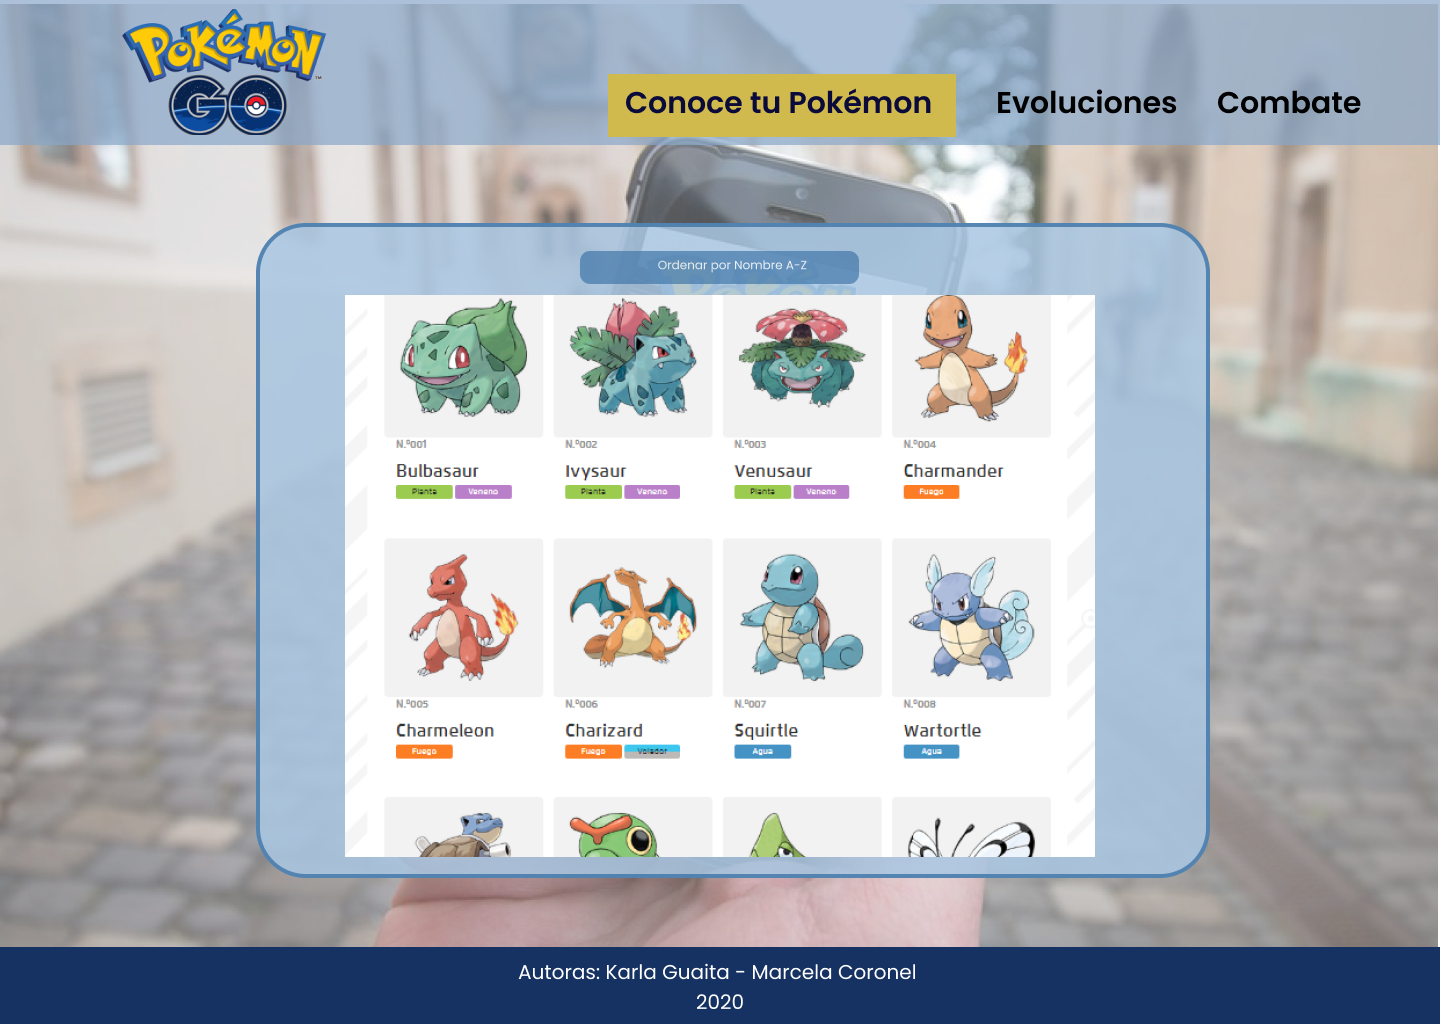 POKéMON™
GO
Conoce tu Pokémon
Evoluciones
Combate
Ordenar por Nombre A-Z
N.º001
N.º002
N.º003
N.º004
Bulbasaur
Ivysaur
Venusaur
Charmander
Planta
Veneno
Planta
Veneno
Planta
Veneno
Fuego
N.º005
N.º006
N.º007
N.º008
Charmeleon
Charizard
Squirtle
Wartortle
Fuego
Fuego
Volador
Agua
Agua
Autoras: Karla Guaita - Marcela Coronel
2020